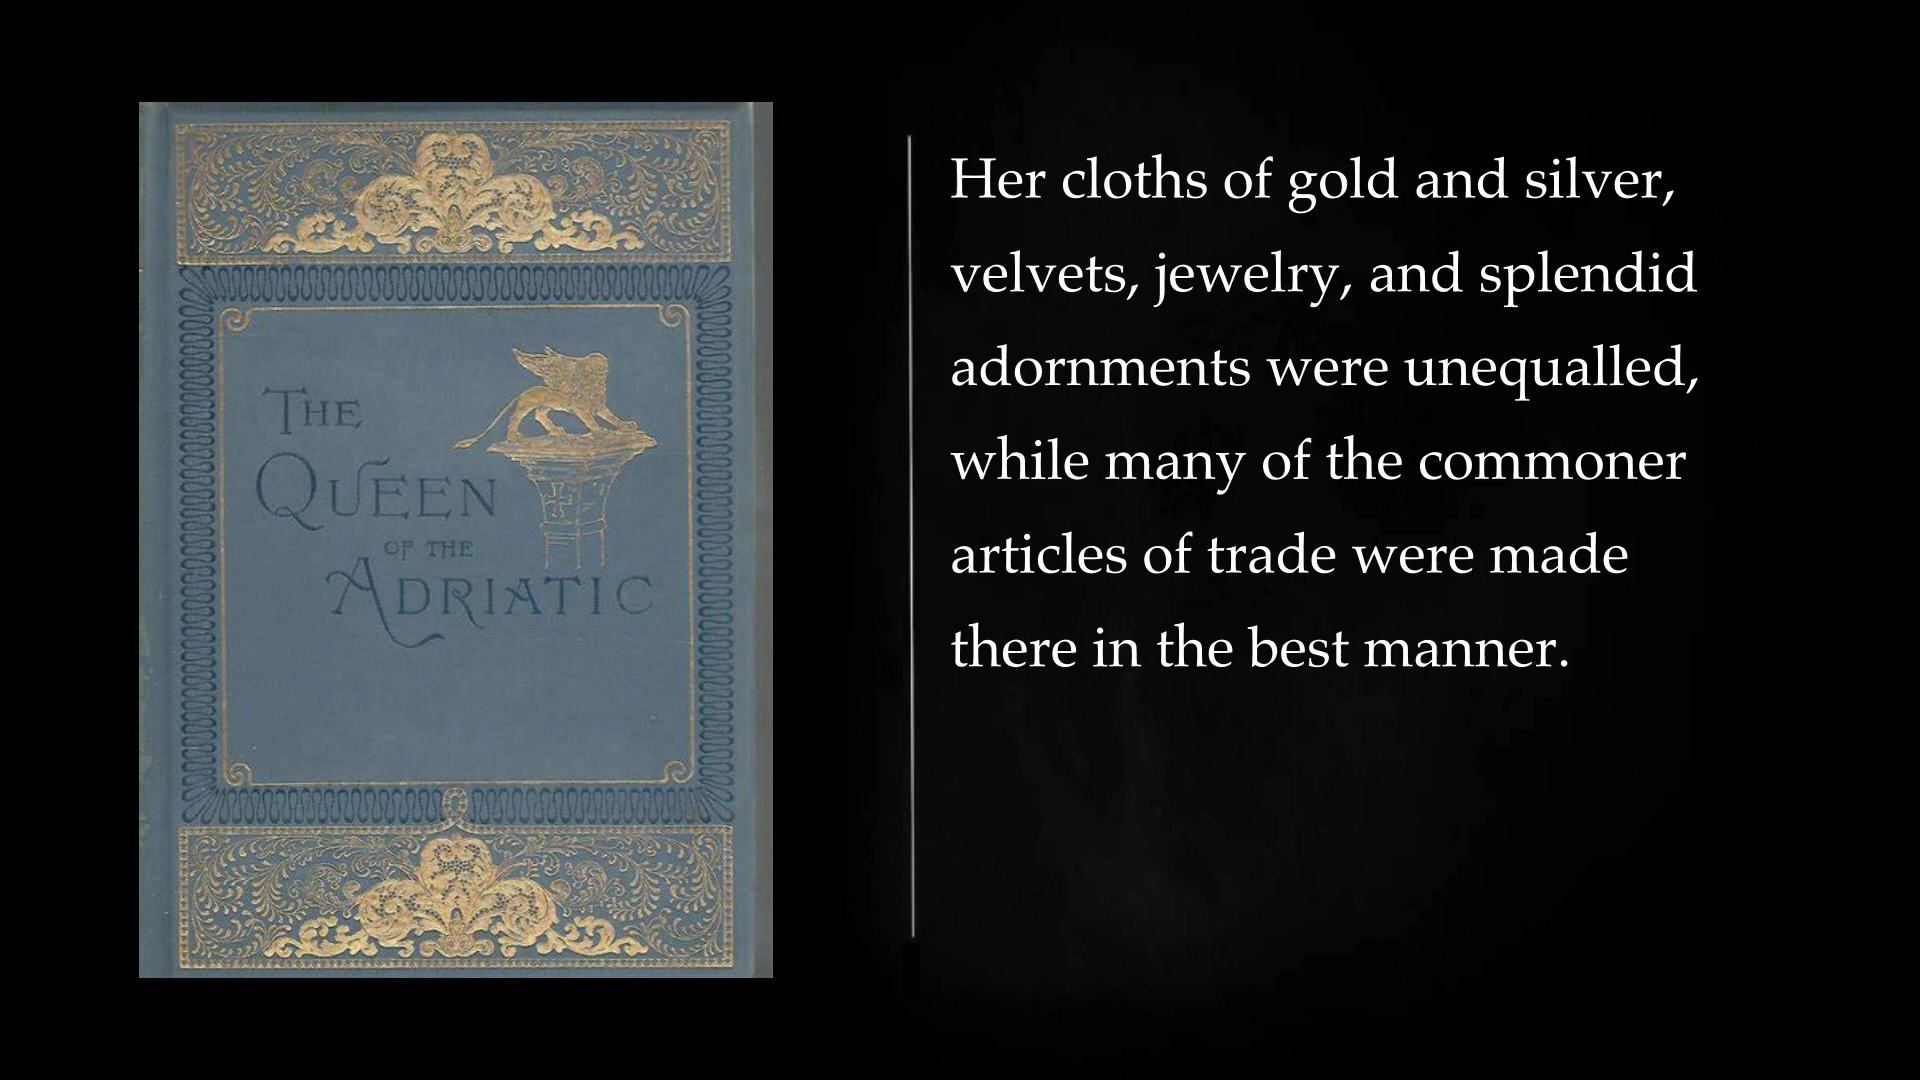 THE
QUEEN
OF THE
ADRIATIC
Her cloths of gold and silver,
velvets, jewelry, and splendid
adornments were unequalled,
while many of the commoner
articles of trade were made
there in the best manner.